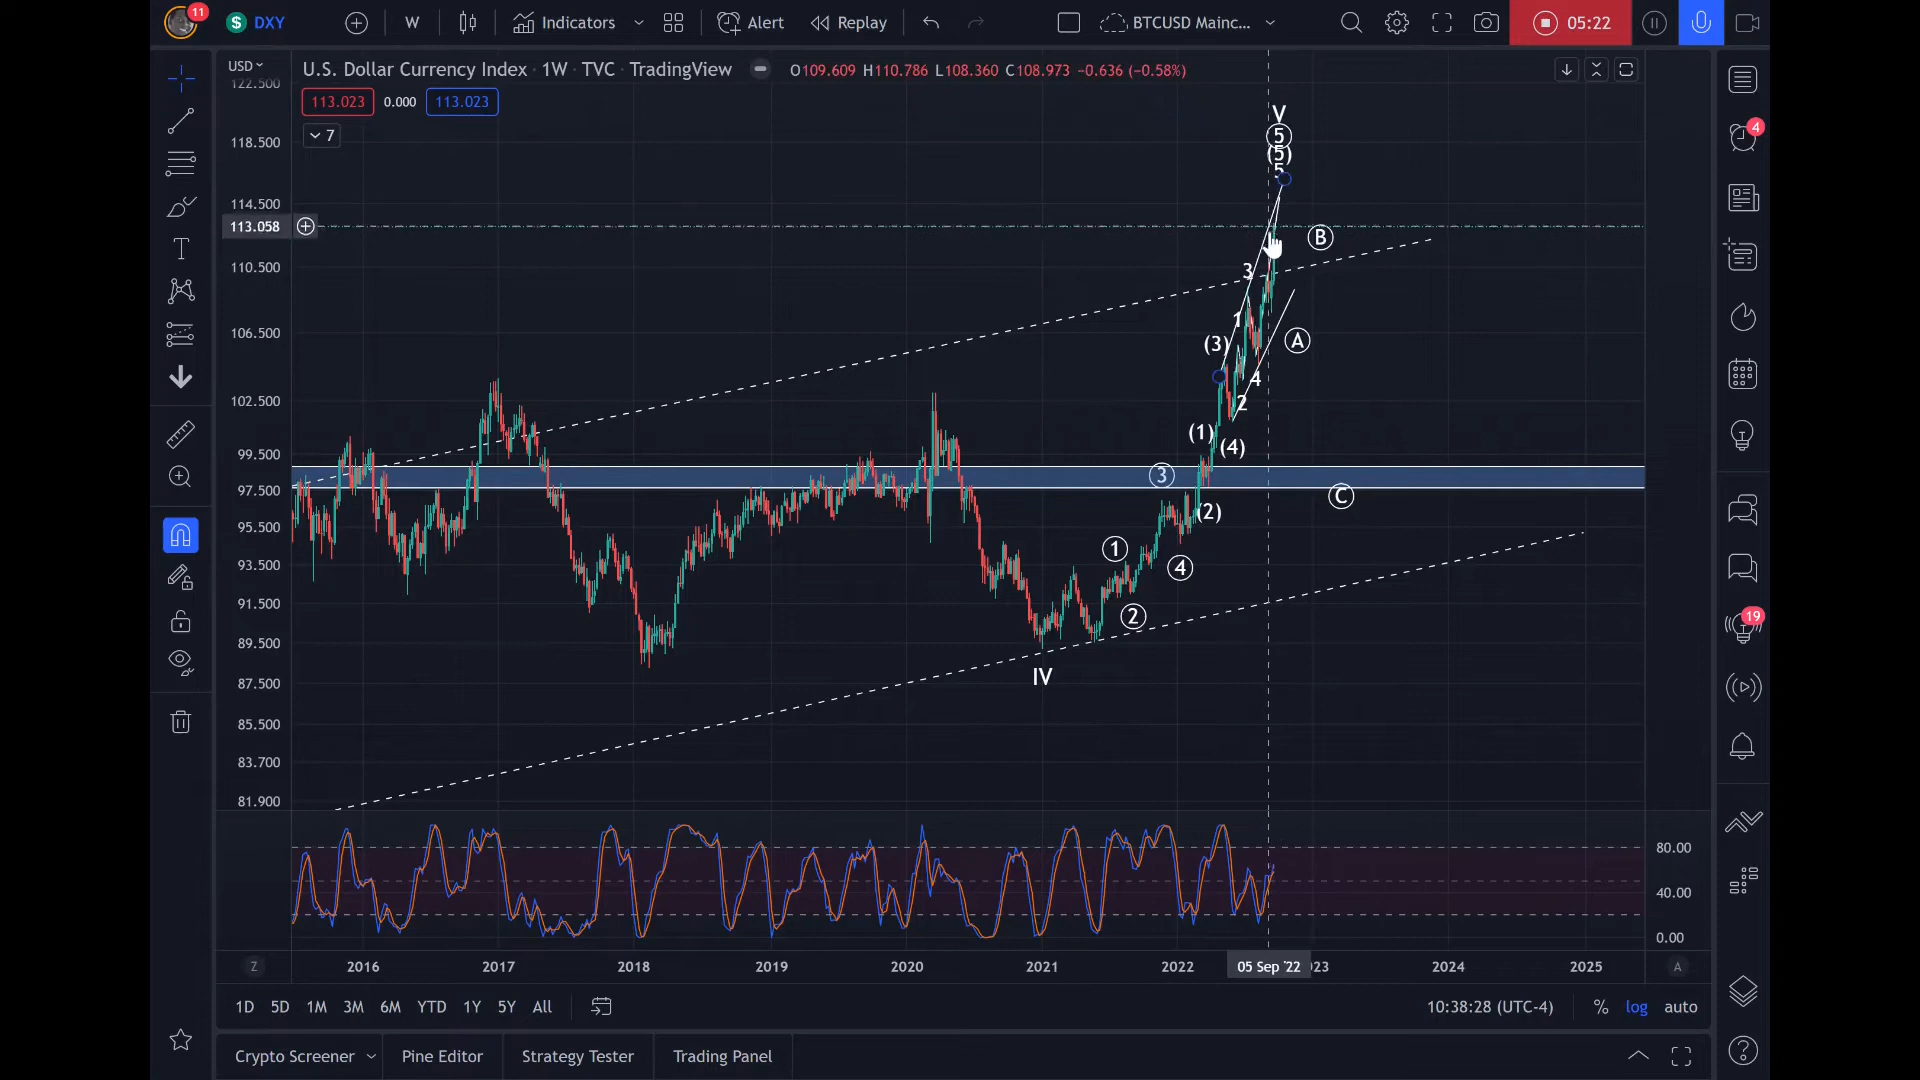 11
$ DXY
W
Indicators
Alert
Replay
BTCUSD Mainc...
05:22
USD
U.S. Dollar Currency Index · 1W · TVC · TradingView
O109.609 H110.786 L108.360 C108.973 −0.636 (−0.58%)
113.023 0.000 113.023
7
122.500
118.500
114.500
113.058
110.500
106.500
102.500
99.500
97.500
95.500
93.500
91.500
89.500
87.500
85.500
83.700
81.900
V
5
(5)
5
B
3
1
(3)
A
4
2
(1)
(4)
3
C
(2)
1
4
2
IV
80.00
40.00
0.00
Z
2016
2017
2018
2019
2020
2021
2022
05 Sep '22
23
2024
2025
A
1D 5D 1M 3M 6M YTD 1Y 5Y All
10:38:28 (UTC-4)
% log auto
Crypto Screener
Pine Editor
Strategy Tester
Trading Panel
4
19